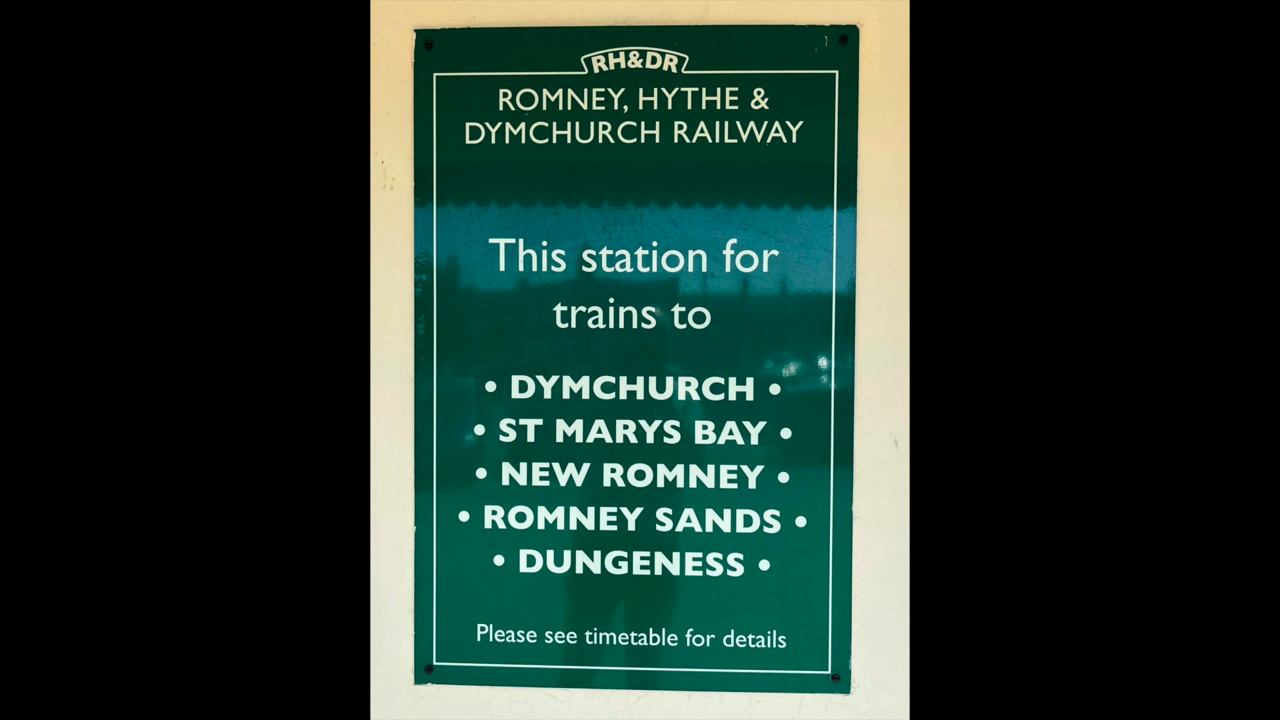 RH&DR
ROMNEY, HYTHE &
DYMCHURCH RAILWAY
This station for
trains to
• DYMCHURCH •
• ST MARYS BAY •
• NEW ROMNEY •
• ROMNEY SANDS •
• DUNGENESS •
Please see timetable for details